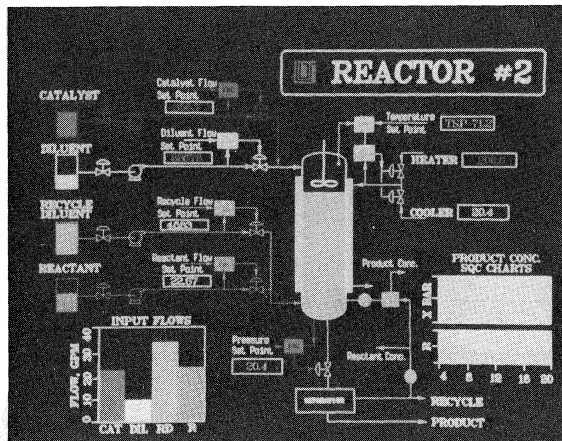 REACTOR #2
Catalyst Flow
Set Point
CATALYST
Temperature
Set Point
Diluent Flow
Set Point
DILUENT
HEATER
Recycle Flow
Set Point
RECYCLE
DILUENT
COOLER
20.4
Reactant Flow
Set Point
REACTANT
22.67
Product Conc.
PRODUCT CONC.
SQC CHARTS
X BAR
R
4 8 12 16 20
INPUT FLOWS
FLOW, GPM
40
30
20
10
0
CAT DIL RD R
Pressure
Set Point
20.4
Reactant Conc.
RECYCLE
PRODUCT